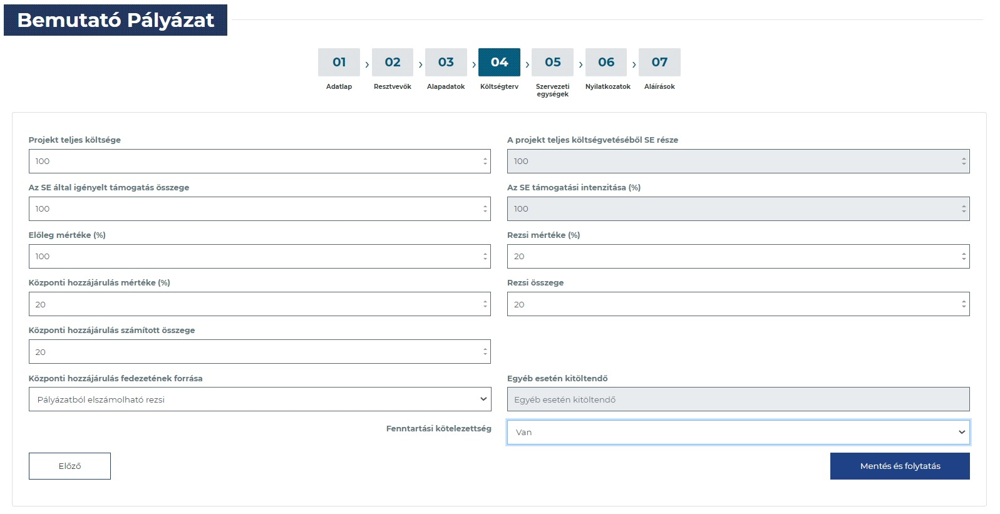 Bemutató Pályázat
01
›
02
›
03
›
04
›
05
›
06
›
07
Adatlap
Resztvevők
Alapadatok
Költségterv
Szervezeti
egységek
Nyilatkozatok
Aláírások
Projekt teljes költsége
100
A projekt teljes költségvetéséből SE része
100
Az SE által igényelt támogatás összege
100
Az SE támogatási intenzitása (%)
100
Előleg mértéke (%)
100
Rezsi mértéke (%)
20
Központi hozzájárulás mértéke (%)
20
Rezsi összege
20
Központi hozzájárulás számított összege
20
Központi hozzájárulás fedezetének forrása
Pályázatból elszámolható rezsi
Egyéb esetén kitöltendő
Egyéb esetén kitöltendő
Fenntartási kötelezettség
Van
Előző
Mentés és folytatás